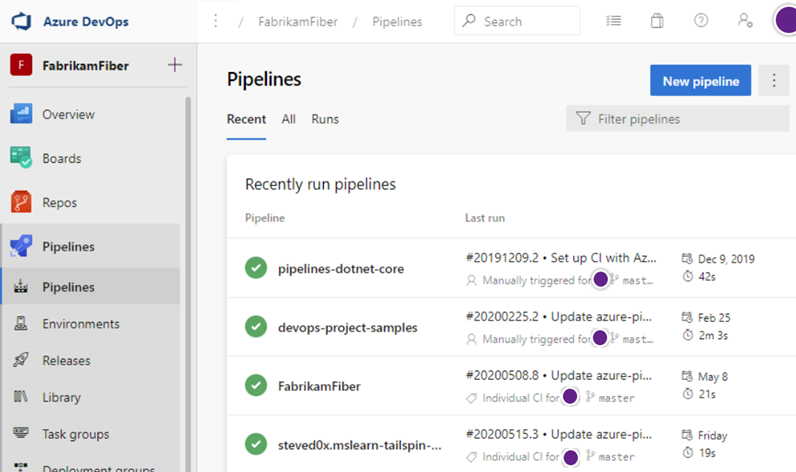 Azure DevOps
/ FabrikamFiber / Pipelines
Search
F FabrikamFiber
Overview
Boards
Repos
Pipelines
Pipelines
Environments
Releases
Library
Task groups
Deployment groups
Pipelines
New pipeline
Recent All Runs
Filter pipelines
Recently run pipelines
Pipeline Last run
pipelines-dotnet-core
#20191209.2 • Set up CI with Az...
Manually triggered for mast...
Dec 9, 2019
42s
devops-project-samples
#20200225.2 • Update azure-pi...
Manually triggered for mast...
Feb 25
2m 3s
FabrikamFiber
#20200508.8 • Update azure-pi...
Individual CI for master
May 8
21s
steved0x.mslearn-tailspin-...
#20200515.3 • Update azure-pi...
Individual CI for master
Friday
19s